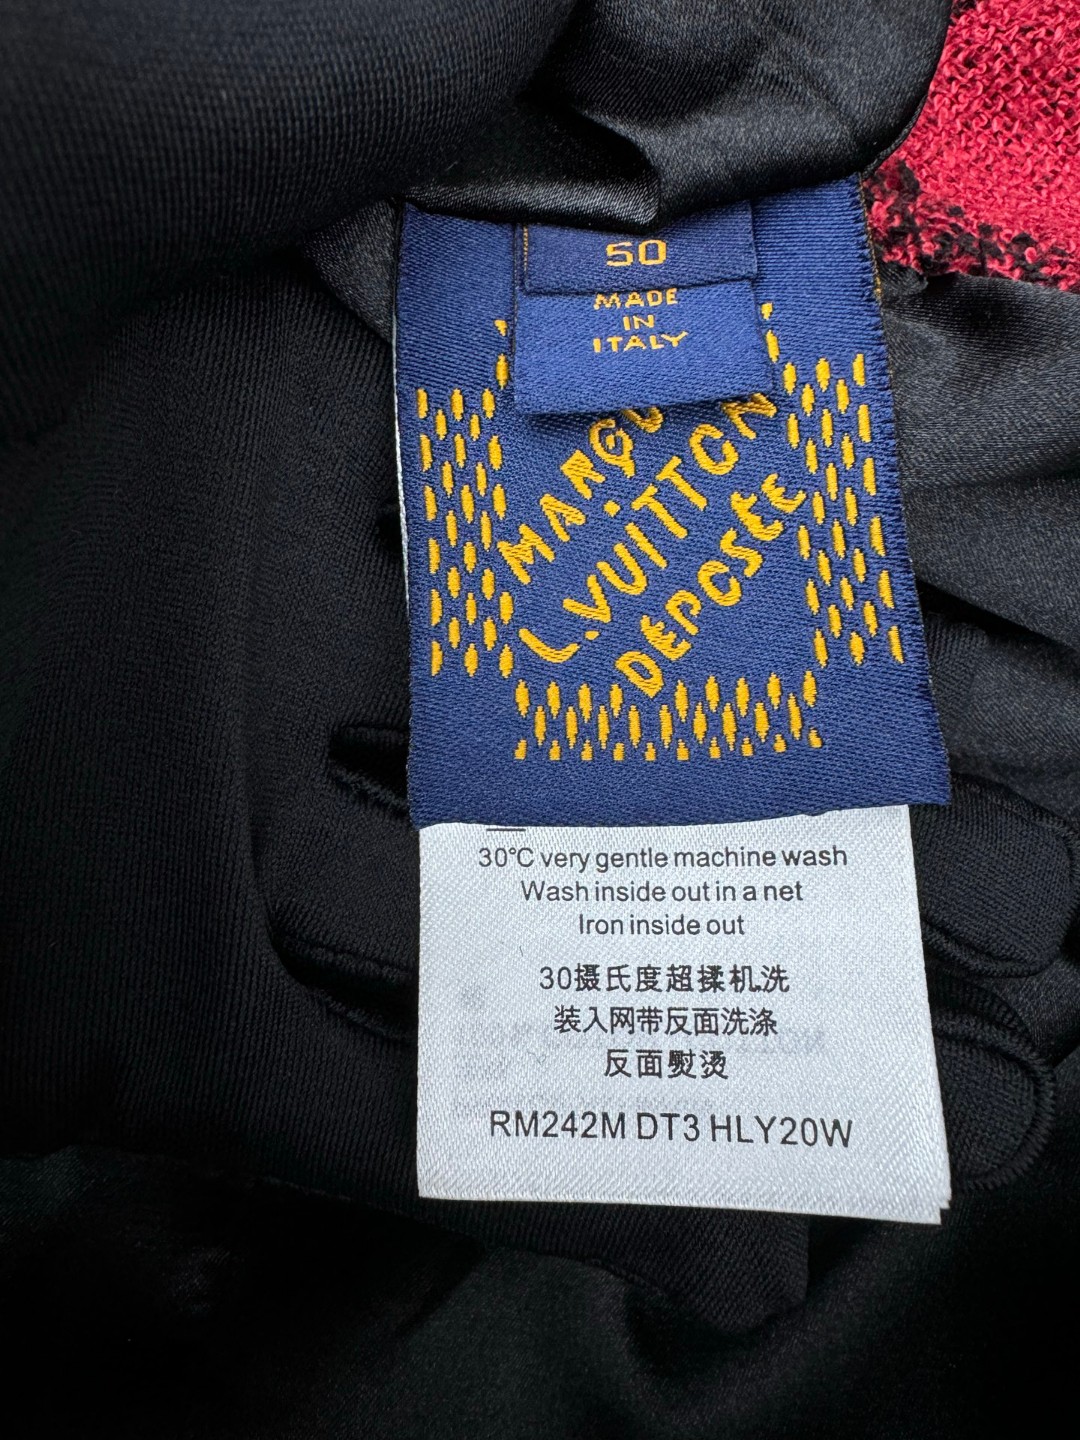 50
MADE
IN
ITALY
MARQU
L.VUITTON
DEPOSÉ
30°C very gentle machine wash
Wash inside out in a net
Iron inside out
30摄氏度超揉机洗
装入网带反面洗涤
反面熨烫
RM242M DT3 HLY20W